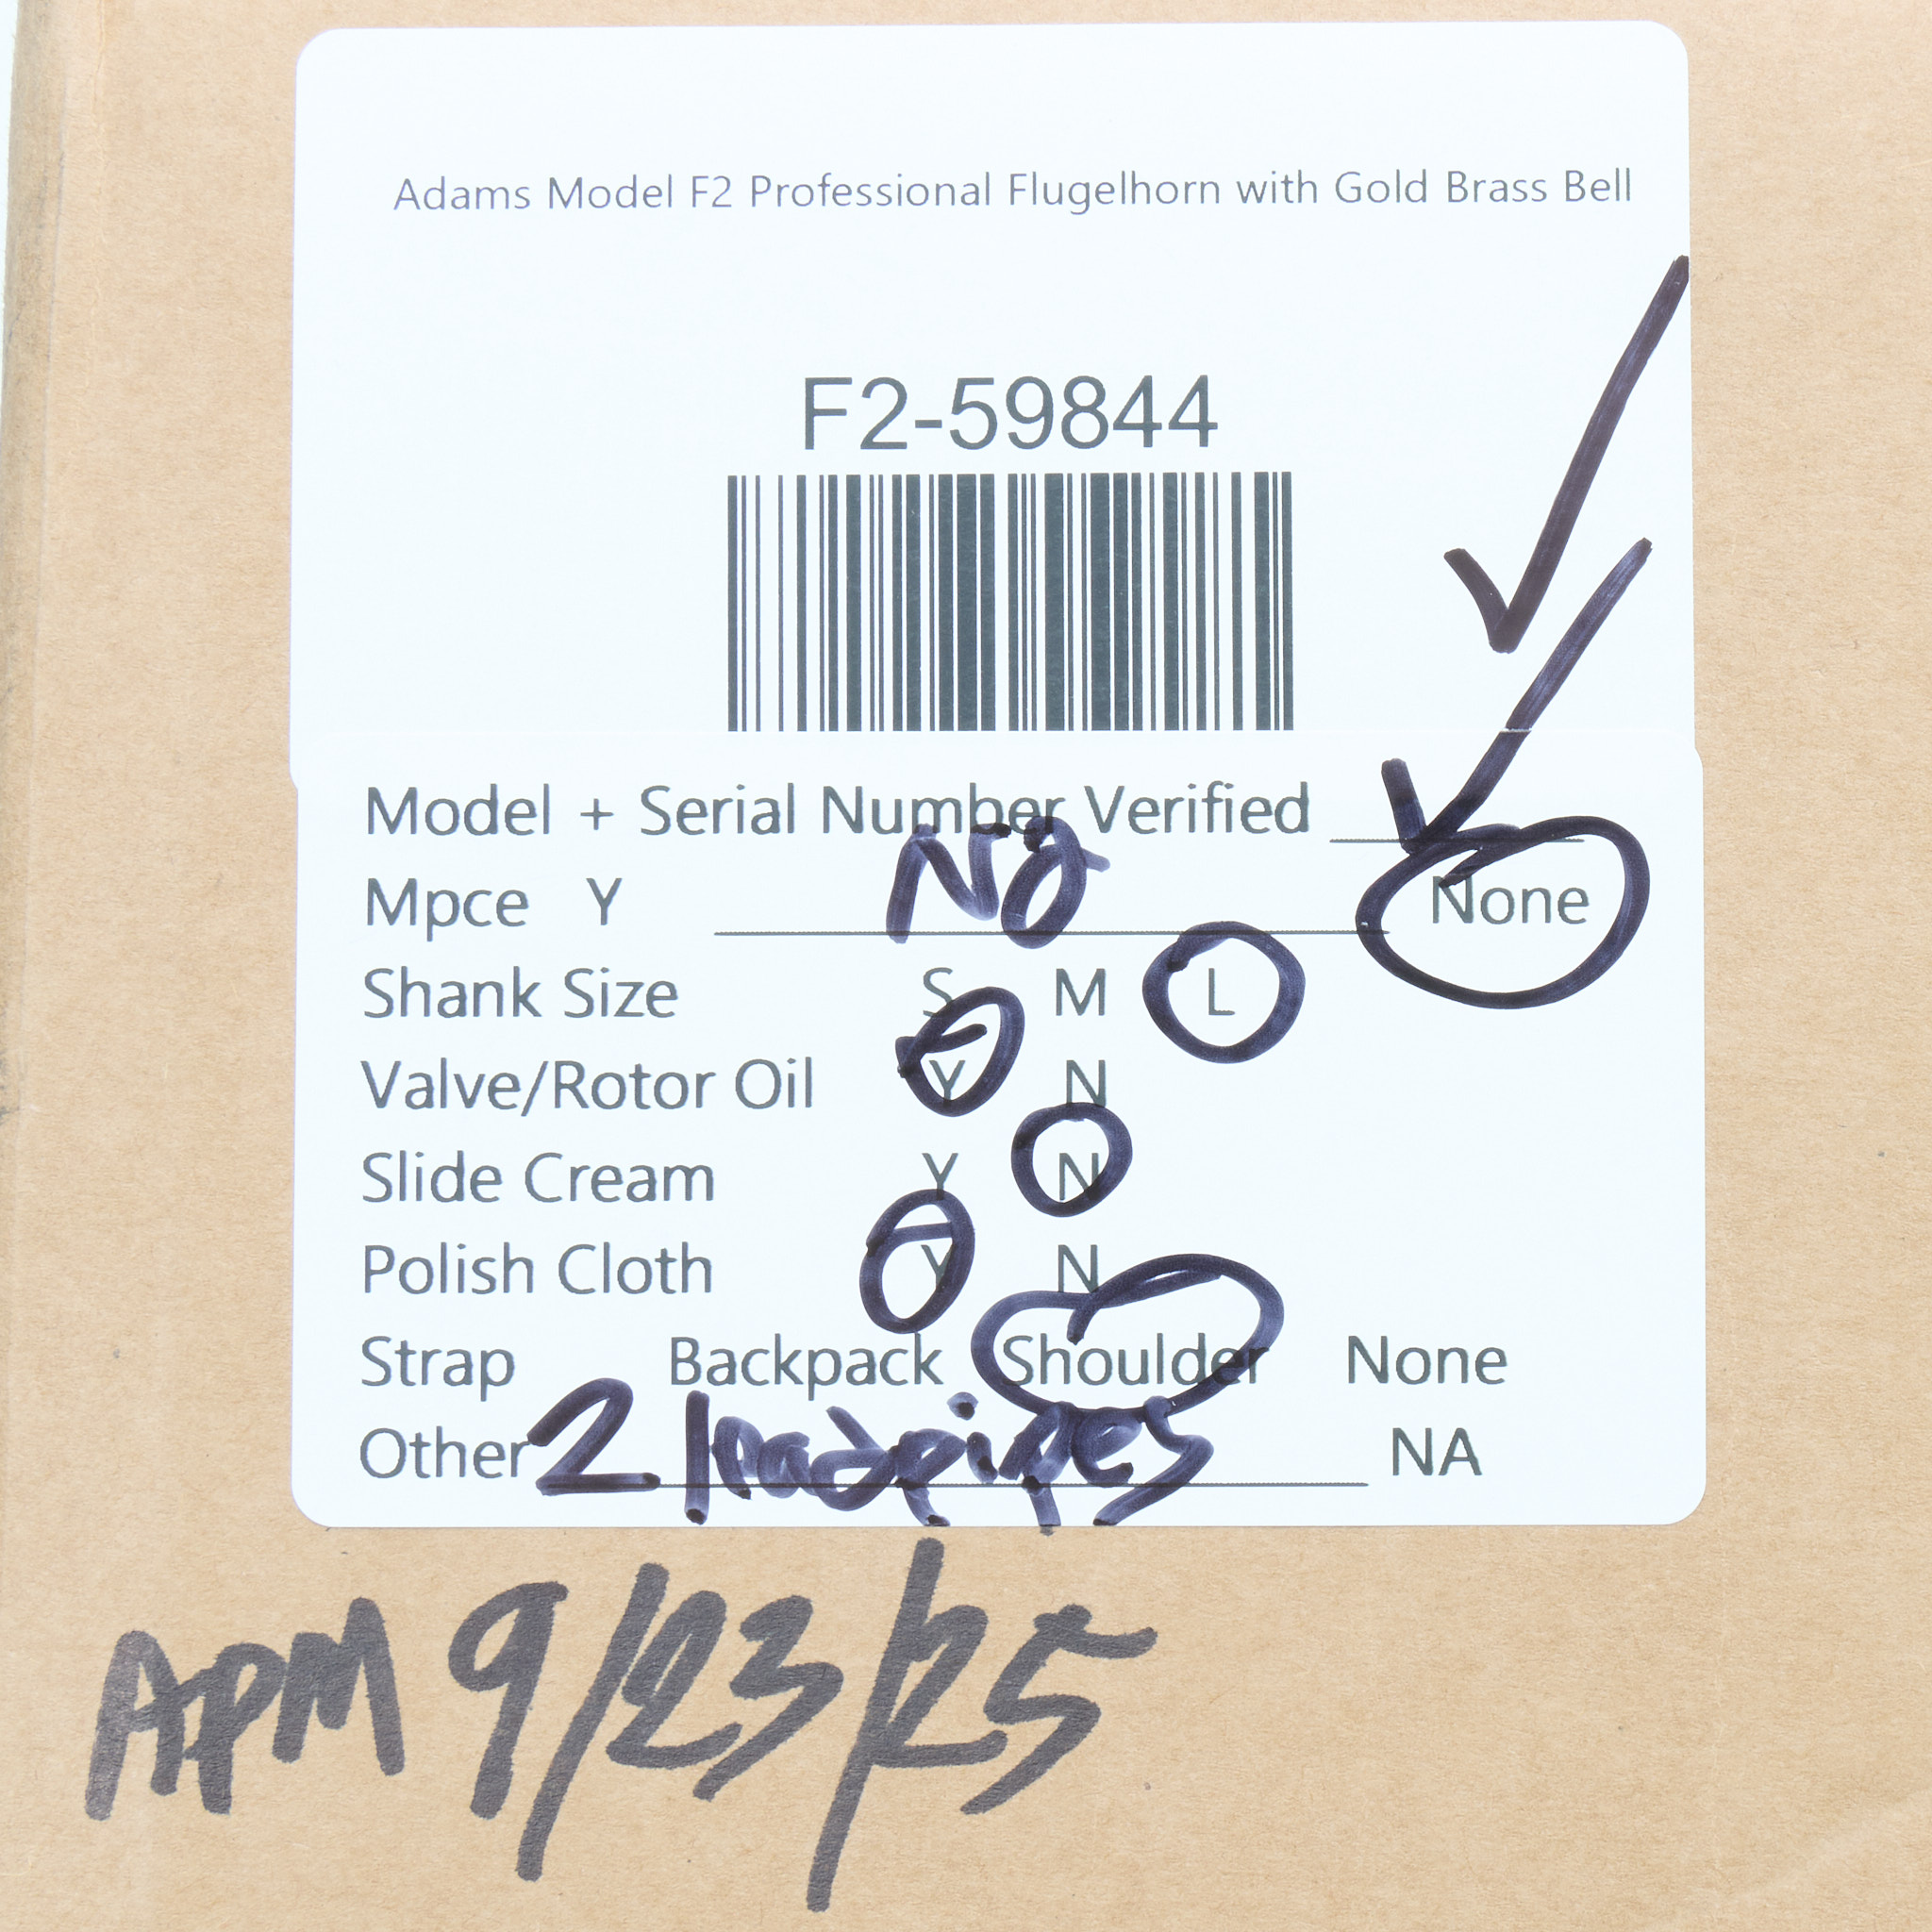 Adams Model F2 Professional Flugelhorn with Gold Brass Bell
F2-59844
Model + Serial Number Verified
Mpce Y No None
Shank Size S M L
Valve/Rotor Oil Y N
Slide Cream Y N
Polish Cloth Y N
Strap Backpack Shoulder None
Other 2 leadpipes NA
APM 9/23/25